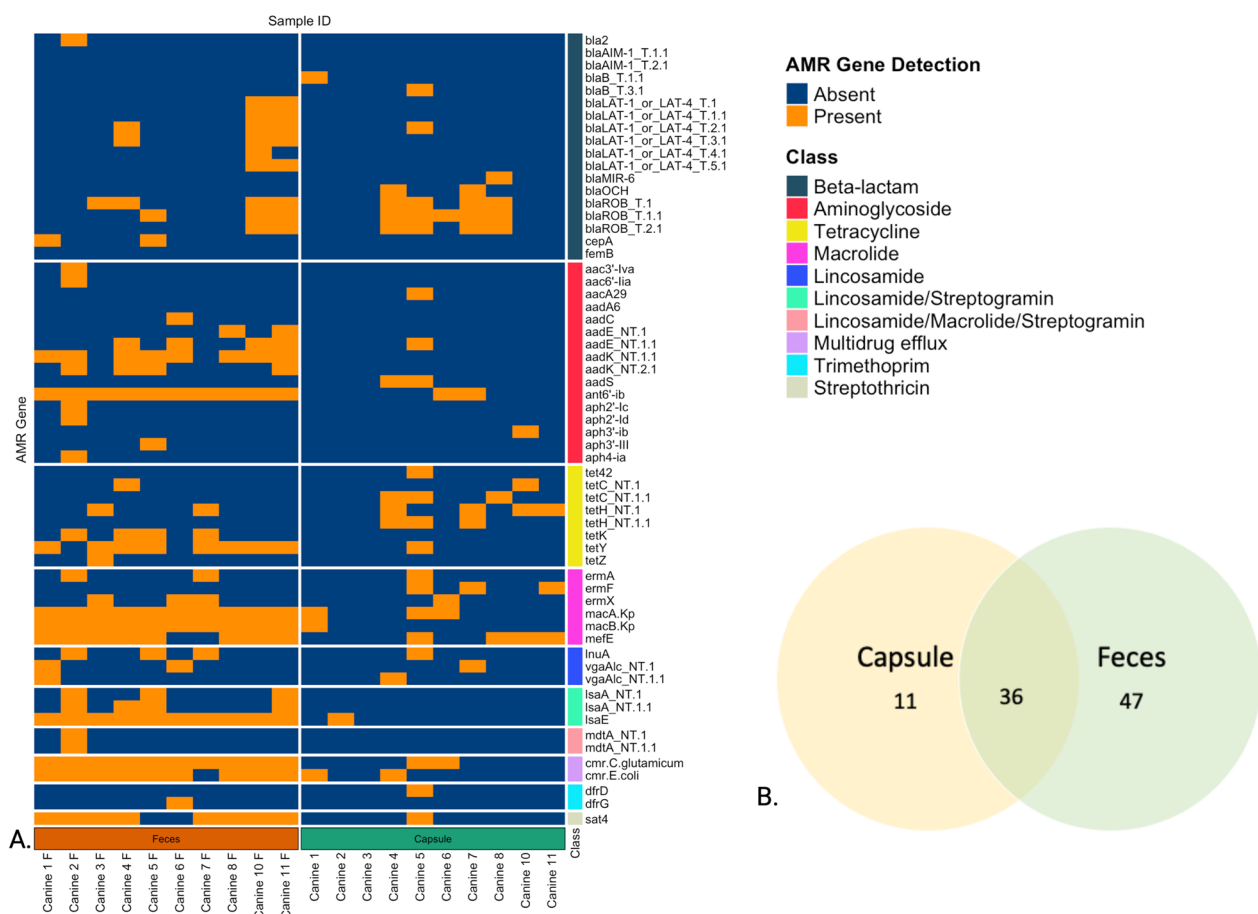 Sample ID
bla2
blaAIM-1_T.1.1
blaAIM-1_T.2.1
blaB_T.1.1
blaB_T.3.1
blaLAT-1_or_LAT-4_T.1
blaLAT-1_or_LAT-4_T.1.1
blaLAT-1_or_LAT-4_T.2.1
blaLAT-1_or_LAT-4_T.3.1
blaLAT-1_or_LAT-4_T.4.1
blaLAT-1_or_LAT-4_T.5.1
blaMIR-6
blaOCH
blaROB_T.1
blaROB_T.1.1
blaROB_T.2.1
cepA
femB
aac3'-Iva
aac6'-Iia
aacA29
aadA6
aadC
aadE_NT.1
aadE_NT.1.1
aadK_NT.1.1
aadK_NT.2.1
aadS
ant6'-ib
aph2'-Ic
aph2'-Id
aph3'-ib
aph3'-III
aph4-ia
tet42
tetC_NT.1
tetC_NT.1.1
tetH_NT.1
tetH_NT.1.1
tetK
tetY
tetZ
ermA
ermF
ermX
macA.Kp
macB.Kp
mefE
lnuA
vgaAlc_NT.1
vgaAlc_NT.1.1
lsaA_NT.1
lsaA_NT.1.1
lsaE
mdtA_NT.1
mdtA_NT.1.1
cmr.C.glutamicum
cmr.E.coli
dfrD
dfrG
sat4
AMR Gene
A.
Feces
Capsule
Class
Canine 1 F
Canine 2 F
Canine 3 F
Canine 4 F
Canine 5 F
Canine 6 F
Canine 7 F
Canine 8 F
Canine 10 F
Canine 11 F
Canine 1
Canine 2
Canine 3
Canine 4
Canine 5
Canine 6
Canine 7
Canine 8
Canine 10
Canine 11
AMR Gene Detection
Absent
Present
Class
Beta-lactam
Aminoglycoside
Tetracycline
Macrolide
Lincosamide
Lincosamide/Streptogramin
Lincosamide/Macrolide/Streptogramin
Multidrug efflux
Trimethoprim
Streptothricin
Capsule
11
36
Feces
47
B.